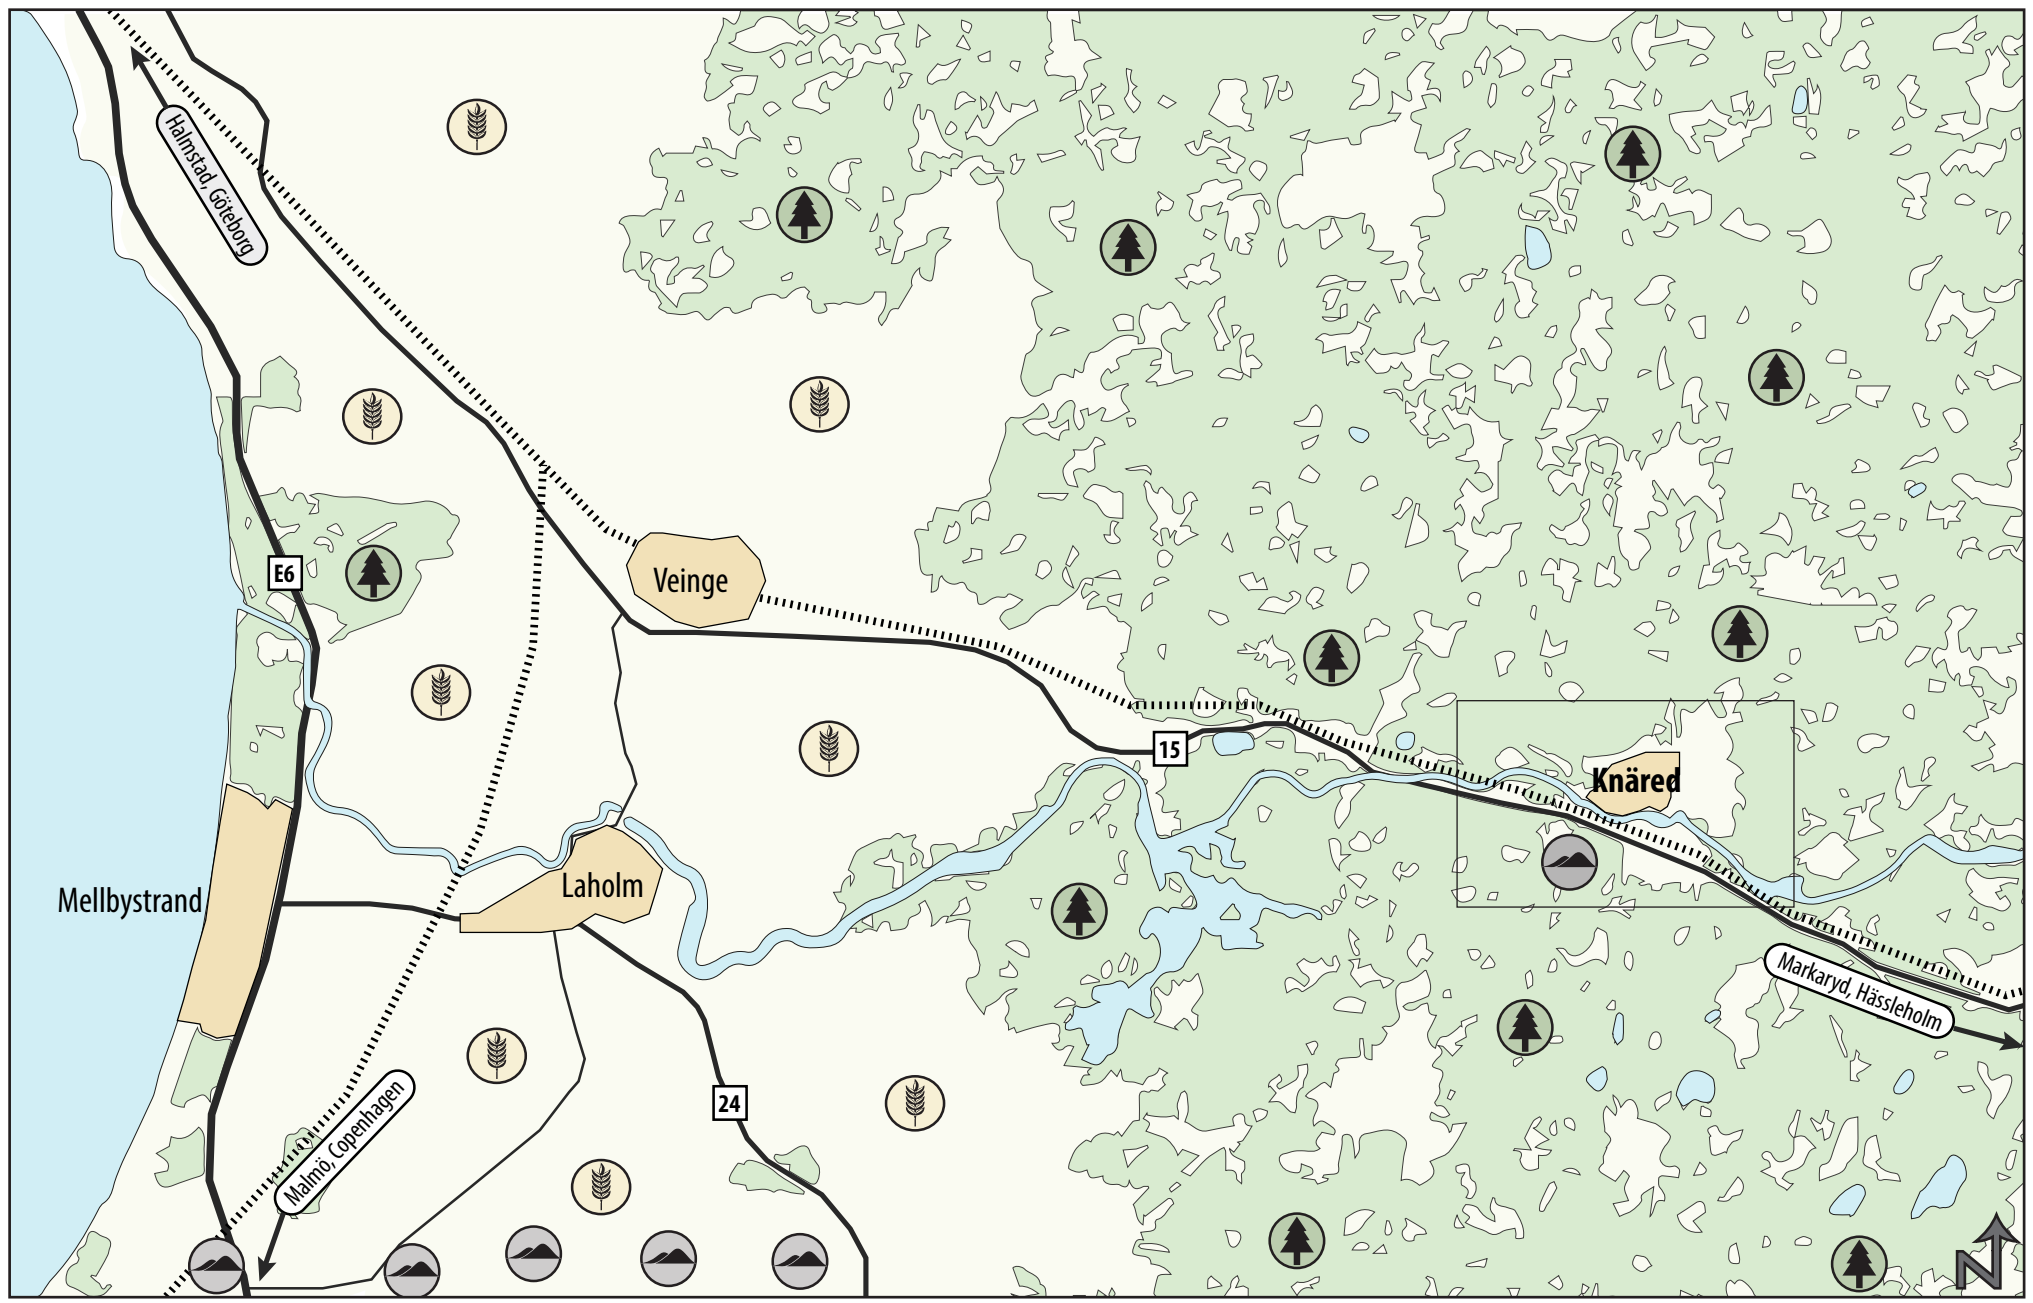 Halmstad, Göteborg
E6
Veinge
15
Knäred
Laholm
Mellbystrand
Markaryd, Hässleholm
24
Malmö, Copenhagen
N